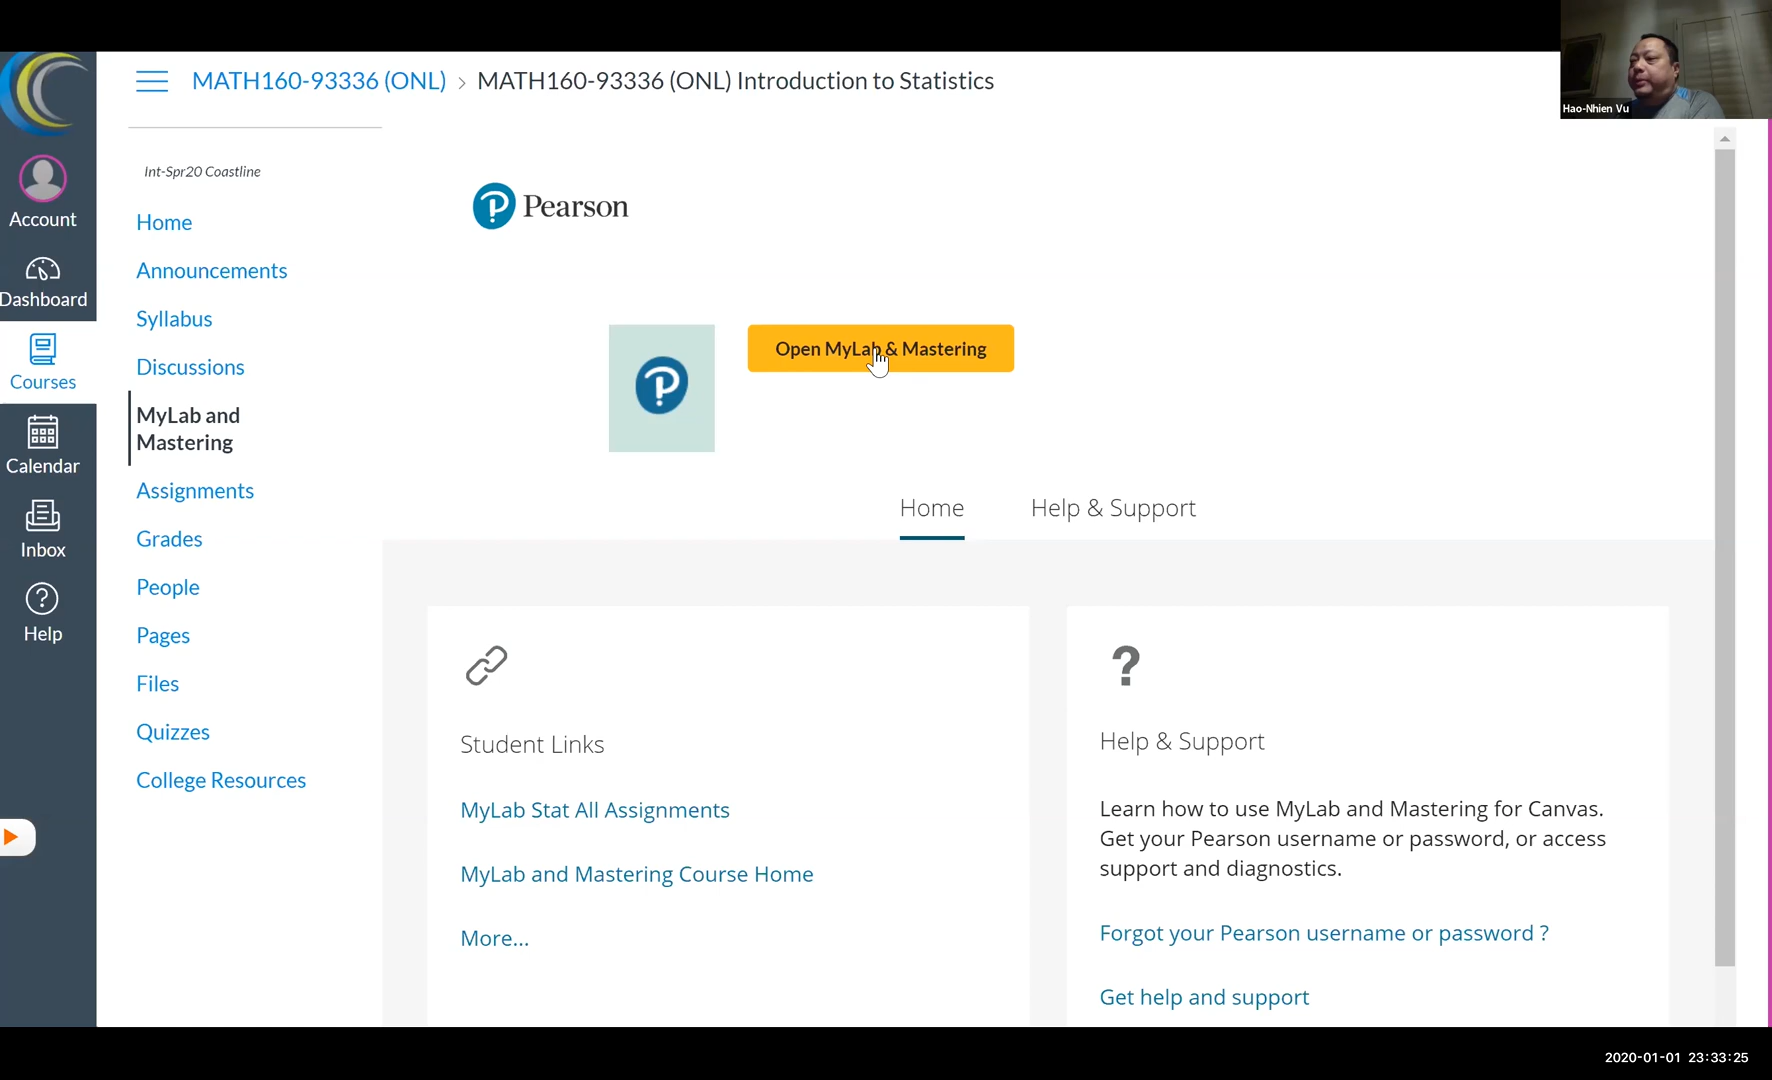 MATH160-93336 (ONL) > MATH160-93336 (ONL) Introduction to Statistics
Hao-Nhien Vu
Account
Dashboard
Courses
Calendar
Inbox
Help
Int-Spr20 Coastline
Home
Announcements
Syllabus
Discussions
MyLab and
Mastering
Assignments
Grades
People
Pages
Files
Quizzes
College Resources
Pearson
Open MyLab & Mastering
Home
Help & Support
Student Links
MyLab Stat All Assignments
MyLab and Mastering Course Home
More...
?
Help & Support
Learn how to use MyLab and Mastering for Canvas.
Get your Pearson username or password, or access
support and diagnostics.
Forgot your Pearson username or password ?
Get help and support
2020-01-01 23:33:25